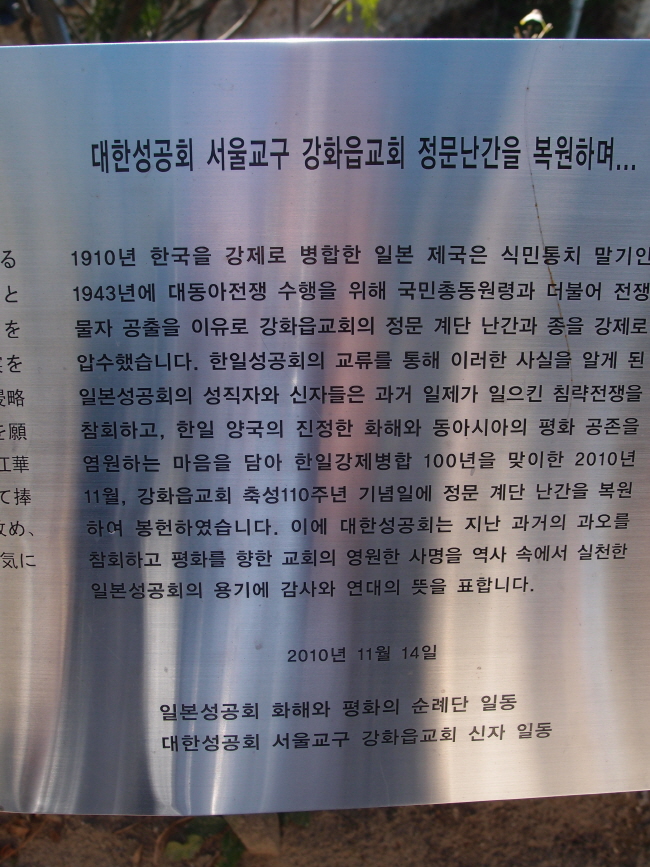 대한성공회 서울교구 강화읍교회 정문난간을 복원하며...
1910년 한국을 강제로 병합한 일본 제국은 식민통치 말기인
1943년에 대동아전쟁 수행을 위해 국민총동원령과 더불어 전쟁
물자 공출을 이유로 강화읍교회의 정문 계단 난간과 종을 강제로
압수했습니다. 한일성공회의 교류를 통해 이러한 사실을 알게 된
일본성공회의 성직자와 신자들은 과거 일제가 일으킨 침략전쟁을
참회하고, 한일 양국의 진정한 화해와 동아시아의 평화 공존을
염원하는 마음을 담아 한일강제병합 100년을 맞이한 2010년
11월, 강화읍교회 축성110주년 기념일에 정문 계단 난간을 복원
하여 봉헌하였습니다. 이에 대한성공회는 지난 과거의 과오를
참회하고 평화를 향한 교회의 영원한 사명을 역사 속에서 실천한
일본성공회의 용기에 감사와 연대의 뜻을 표합니다.
2010년 11월 14일
일본성공회 화해와 평화의 순례단 일동
대한성공회 서울교구 강화읍교회 신자 일동
る
と
を
を
略
を願
華
て捧
め、
気に